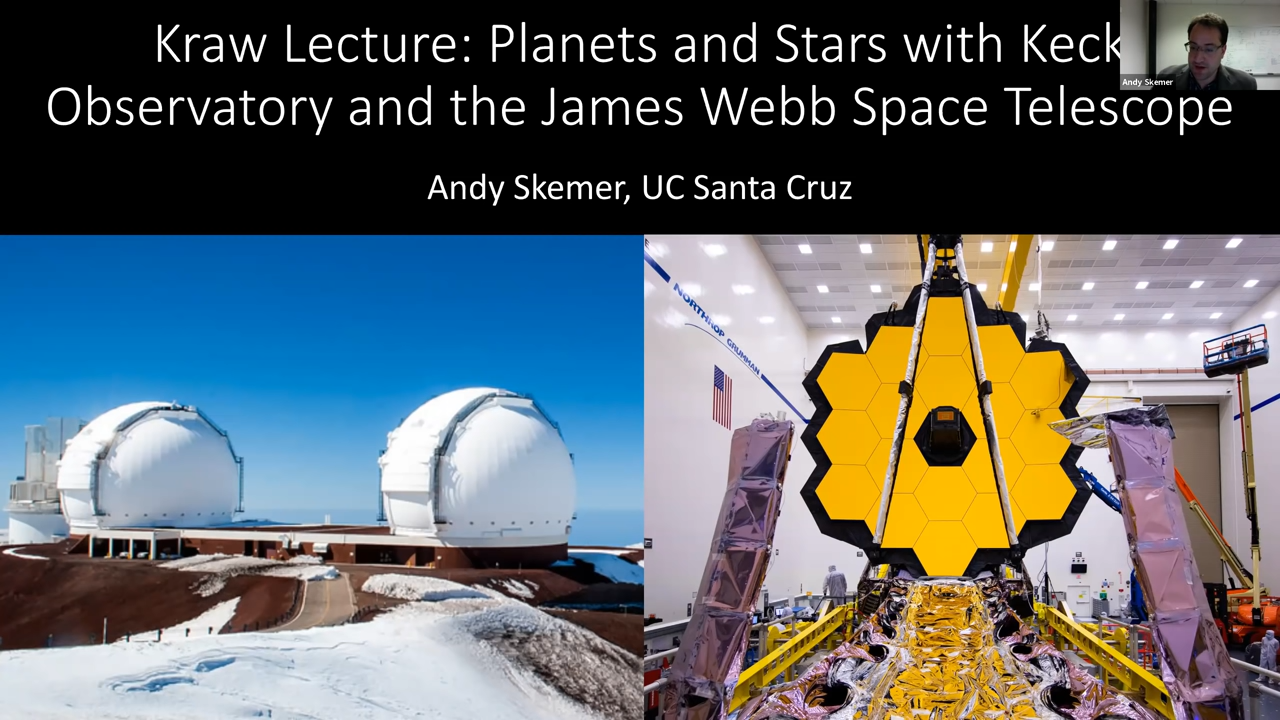 Kraw Lecture: Planets and Stars with Keck
Observatory and the James Webb Space Telescope
Andy Skemer
Andy Skemer, UC Santa Cruz
NORTHROP GRUMMAN